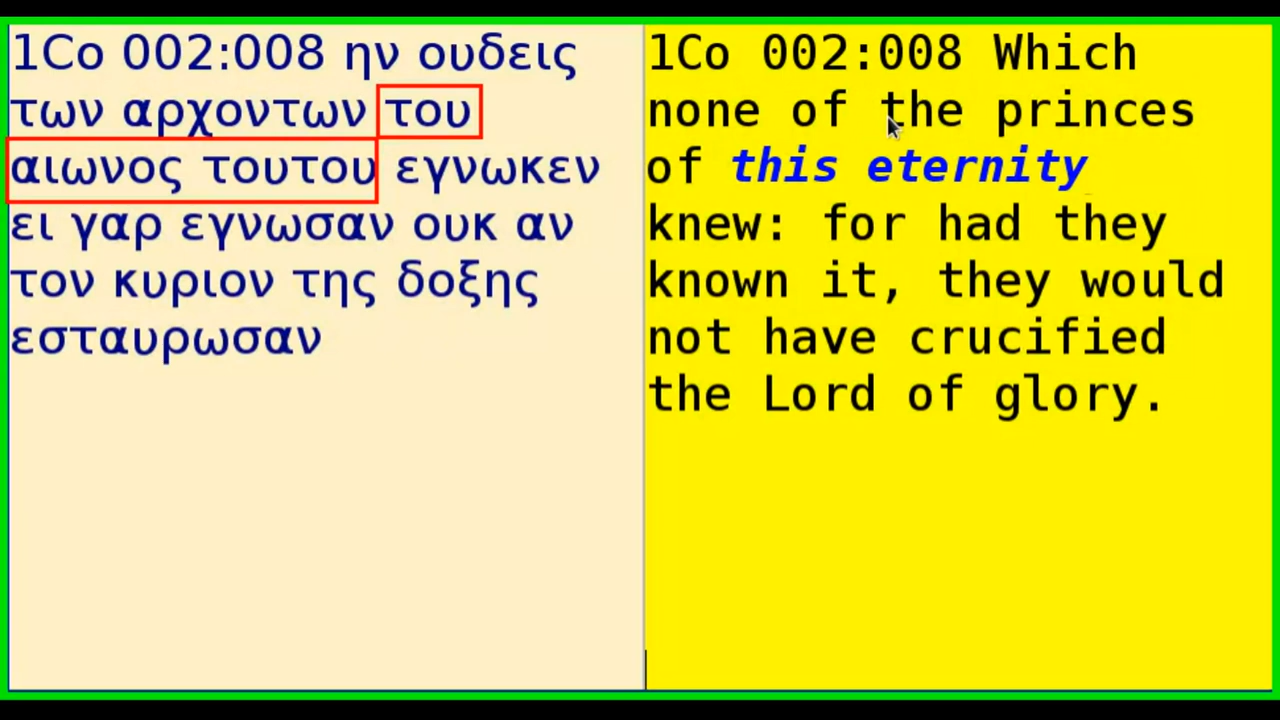 1Co 002:008 ην ουδεις
των αρχοντων του
αιωνος τουτου εγνωκεν
ει γαρ εγνωσαν ουκ αν
τον κυριον της δοξης
εσταυρωσαν
1Co 002:008 Which
none of the princes
of this eternity
knew: for had they
known it, they would
not have crucified
the Lord of glory.